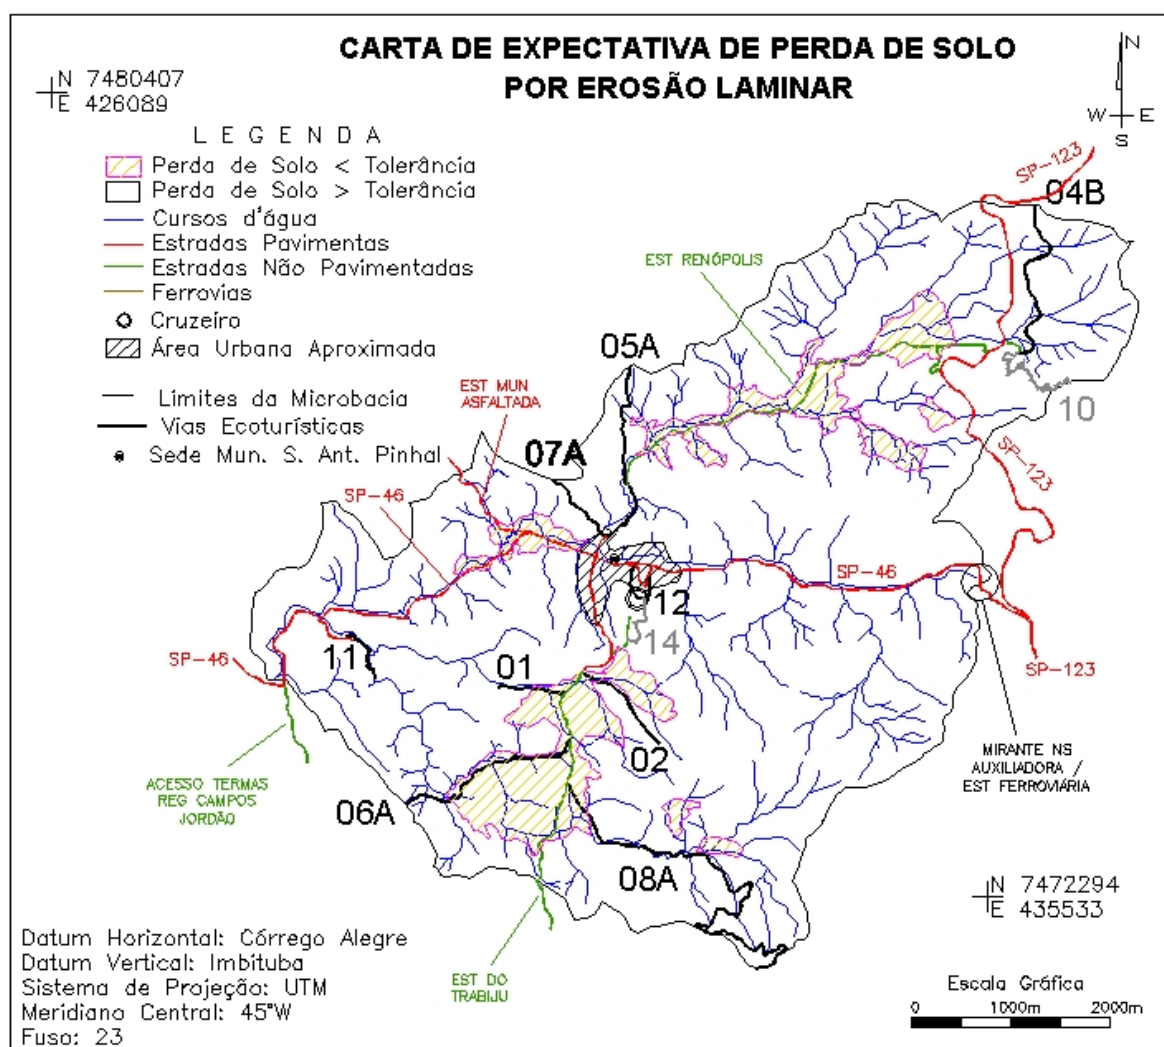 CARTA DE EXPECTATIVA DE PERDA DE SOLO
POR EROSÃO LAMINAR
N 7480407
E 426089
N
W E
S
LEGENDA
Perda de Solo < Tolerância
Perda de Solo > Tolerância
Cursos d'água
Estradas Pavimentas
Estradas Não Pavimentadas
Ferrovias
Cruzeiro
Área Urbana Aproximada
Límites da Microbacia
Vias Ecoturísticas
Sede Mun. S. Ant. Pinhal
SP-123
04B
EST RENÓPOLIS
05A
EST MUN
ASFALTADA
10
07A
SP-46
SP-123
SP-46
12
14
11
SP-46
01
SP-123
02
MIRANTE NS
AUXILIADORA /
EST FERROVIÁRIA
ACESSO TERMAS
REG CAMPOS
JORDÃO
06A
08A
N 7472294
E 435533
EST DO
TRABIJU
Datum Horizontal: Córrego Alegre
Datum Vertical: Imbituba
Sistema de Projeção: UTM
Meridiano Central: 45°W
Fuso: 23
Escala Gráfica
0 1000m 2000m